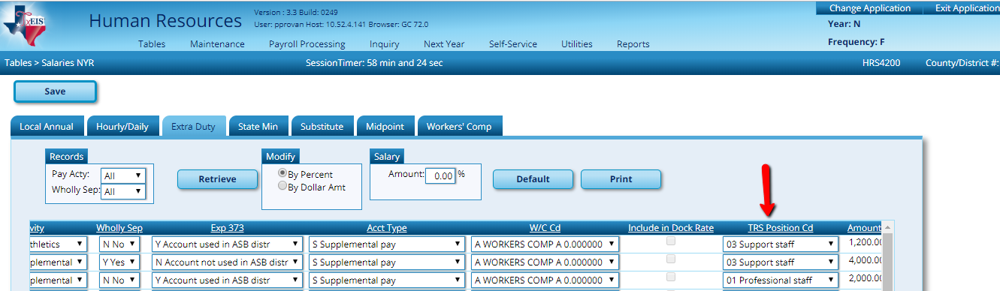 TxEIS
Human Resources
Version : 3.3 Build: 0249
User: pprovan Host: 10.52.4.141 Browser: GC 72.0
Change Application Exit Application
Year: N
Frequency: F
Tables Maintenance Payroll Processing Inquiry Next Year Self-Service Utilities Reports
Tables > Salaries NYR SessionTimer: 58 min and 24 sec HRS4200 County/District #:
Save
Local Annual Hourly/Daily Extra Duty State Min Substitute Midpoint Workers' Comp
Records
Pay Acty: All
Wholly Sep: All
Retrieve
Modify
By Percent
By Dollar Amt
Salary
Amount: 0.00 %
Default
Print
vity Wholly Sep Exp 373 Acct Type W/C Cd Include in Dock Rate TRS Position Cd Amount
thletics N No Y Account used in ASB distr S Supplemental pay A WORKERS COMP A 0.000000 03 Support staff 1,200.00
plemental Y Yes N Account not used in ASB distr S Supplemental pay A WORKERS COMP A 0.000000 03 Support staff 4,000.00
plemental N No Y Account used in ASB distr S Supplemental pay A WORKERS COMP A 0.000000 01 Professional staff 2,000.00